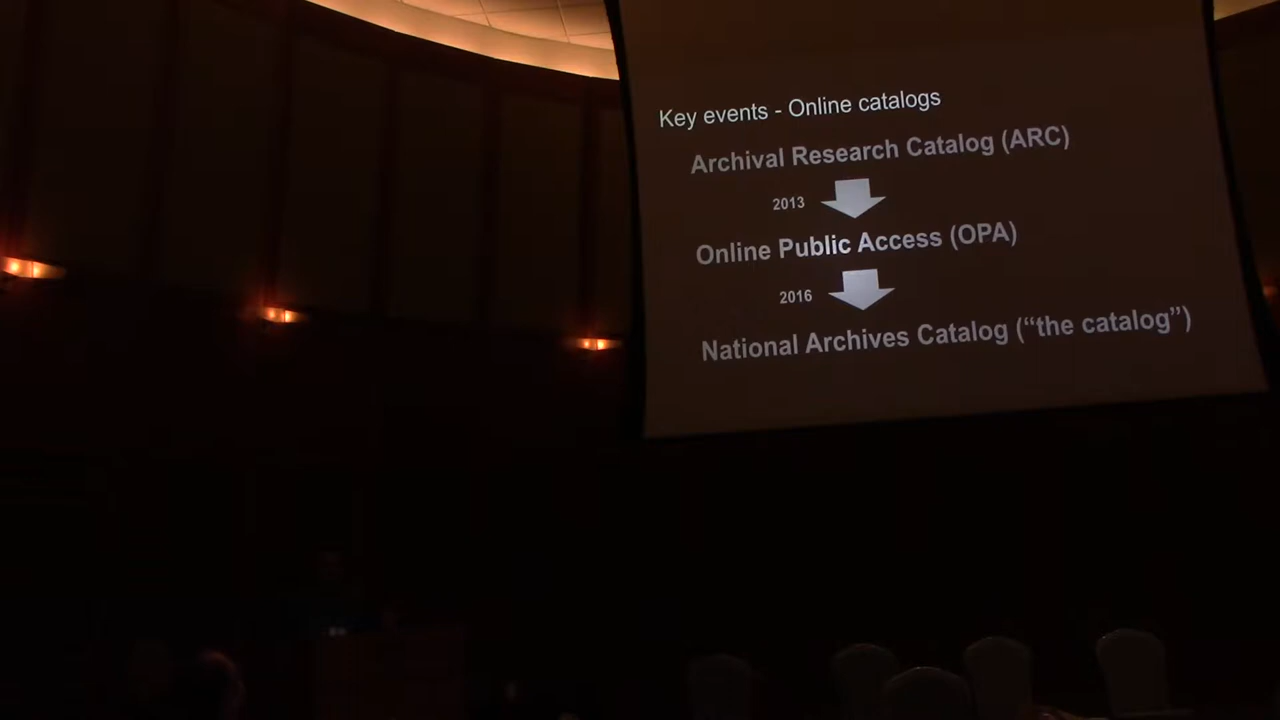 Key events - Online catalogs
Archival Research Catalog (ARC)
2013
Online Public Access (OPA)
2016
National Archives Catalog (“the catalog”)